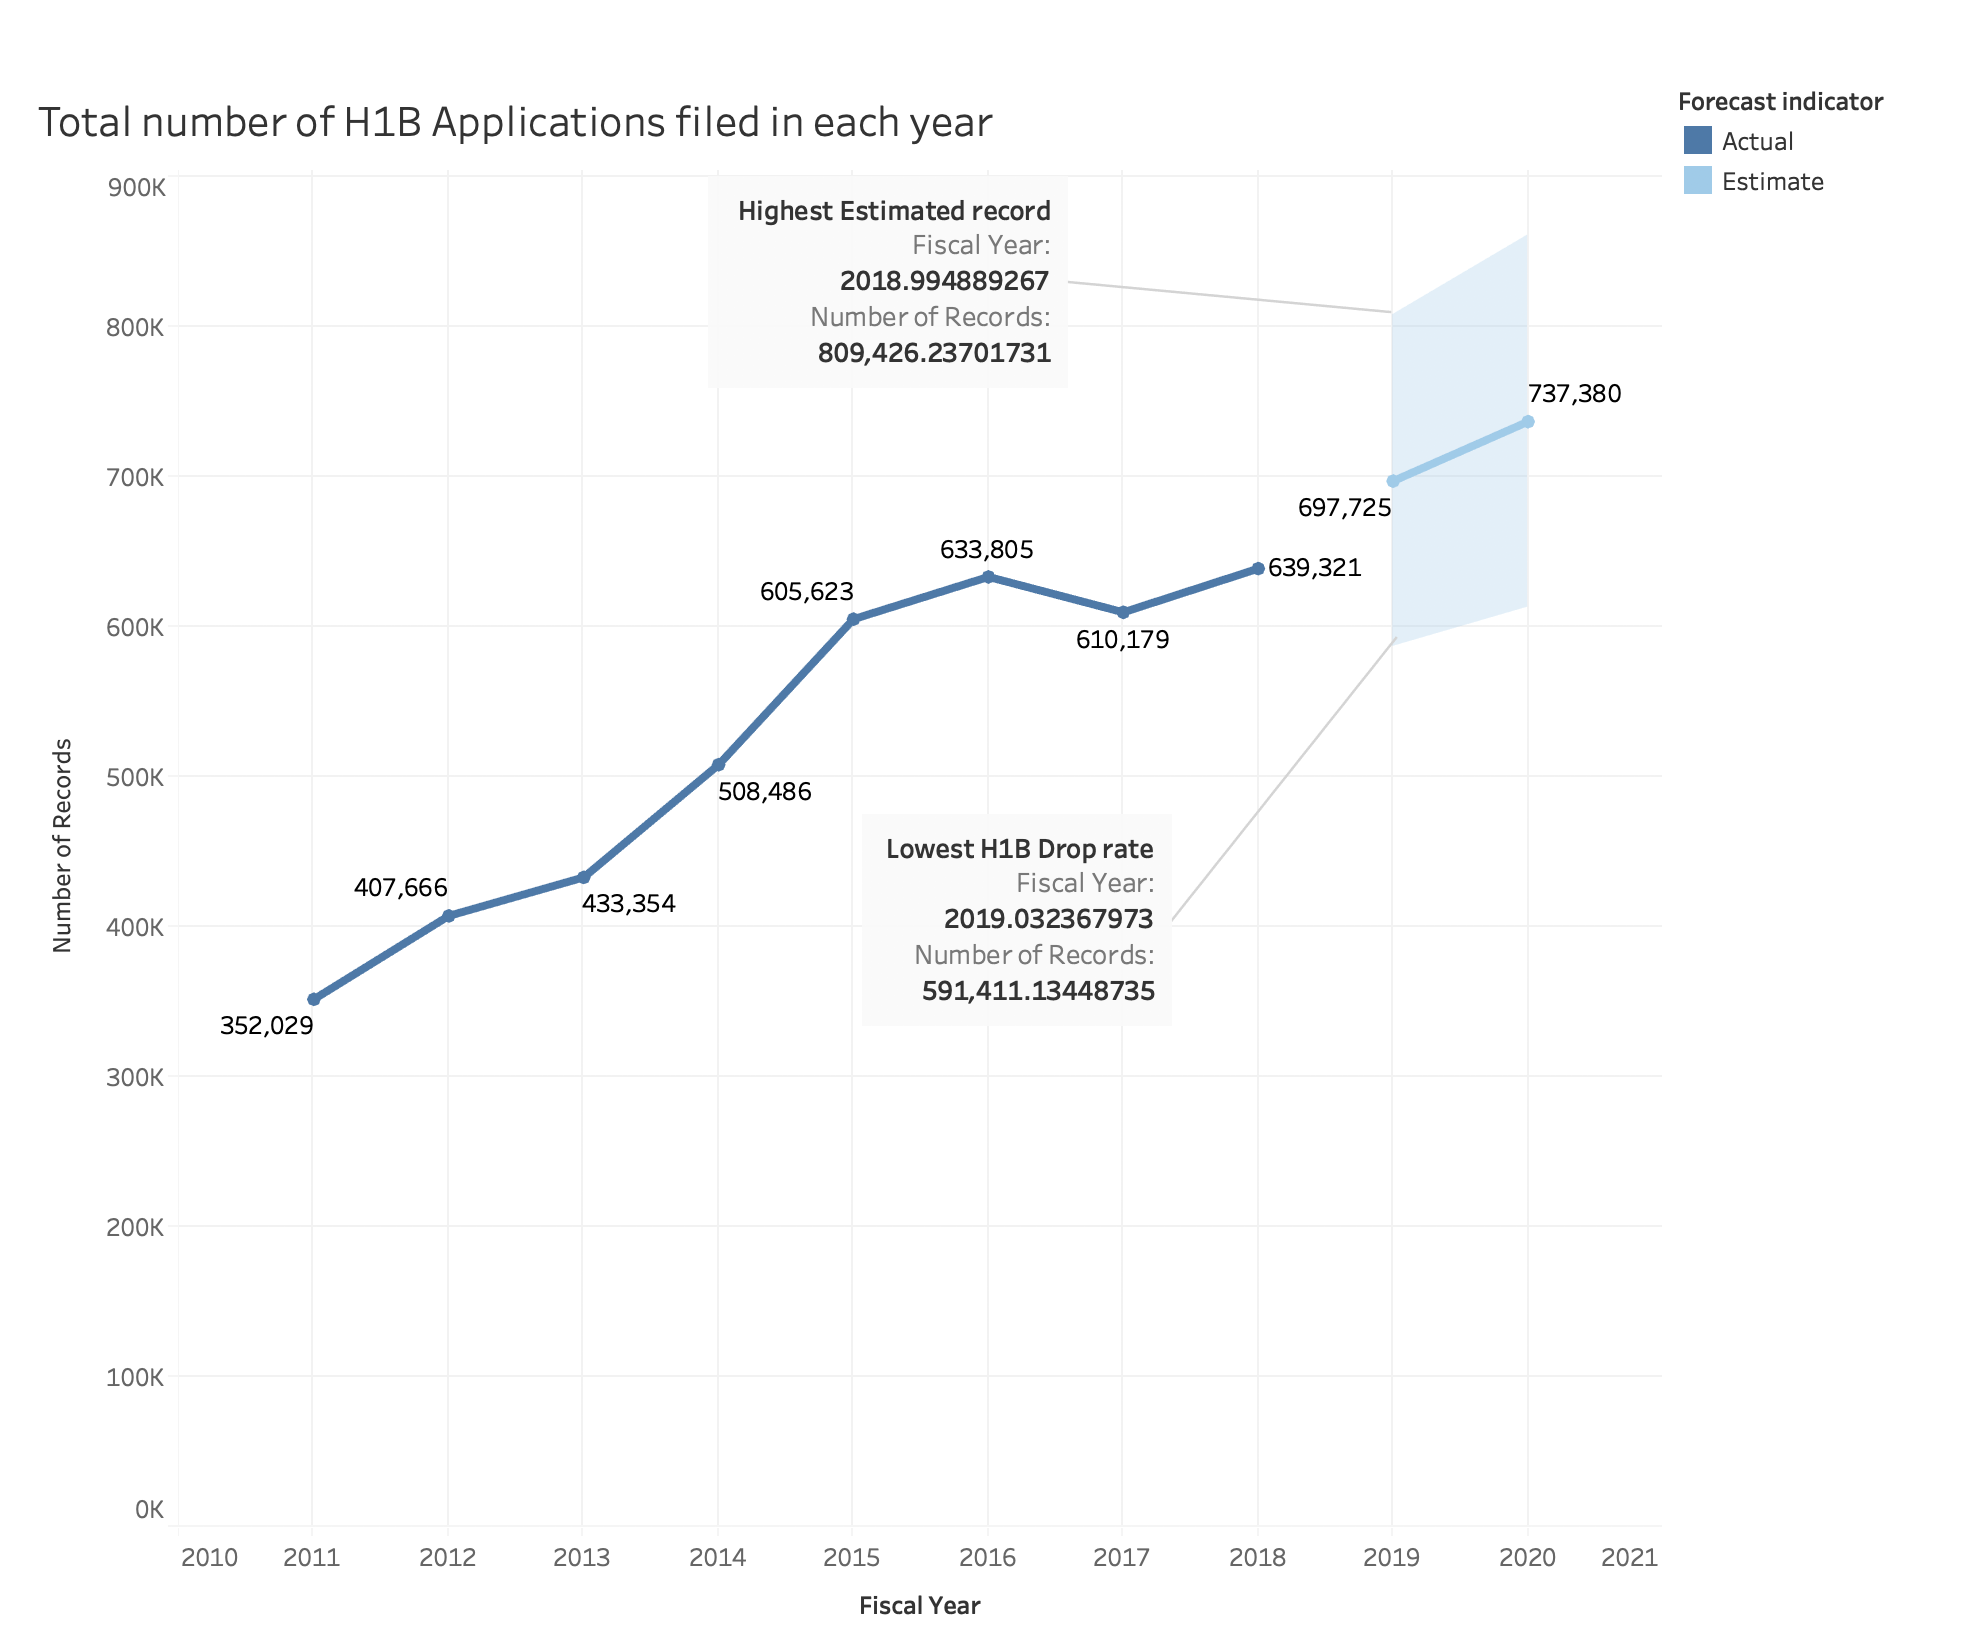 Total number of H1B Applications filed in each year
Forecast indicator
Actual
Estimate
Number of Records
900K
800K
700K
600K
500K
400K
300K
200K
100K
0K
Highest Estimated record
Fiscal Year:
2018.994889267
Number of Records:
809,426.23701731
737,380
697,725
639,321
633,805
605,623
610,179
508,486
433,354
407,666
352,029
Lowest H1B Drop rate
Fiscal Year:
2019.032367973
Number of Records:
591,411.13448735
2010 2011 2012 2013 2014 2015 2016 2017 2018 2019 2020 2021
Fiscal Year